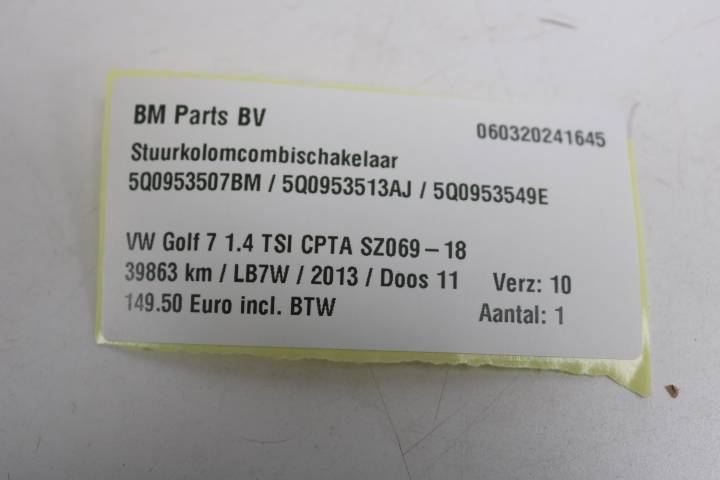 BM Parts BV 060320241645
Stuurkolomcombischakelaar
5Q0953507BM / 5Q0953513AJ / 5Q0953549E
VW Golf 7 1.4 TSI CPTA SZ069 – 18
39863 km / LB7W / 2013 / Doos 11 Verz: 10
149.50 Euro incl. BTW Aantal: 1